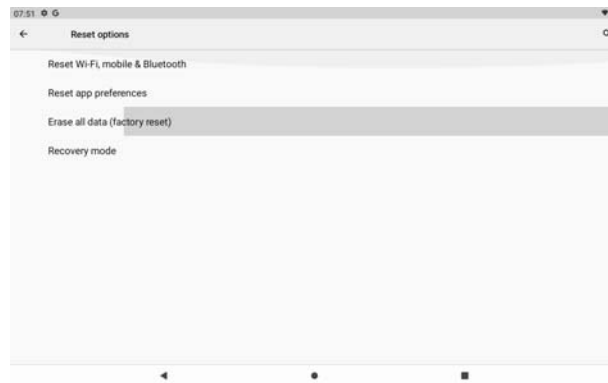 07:51 G
Reset options
Reset Wi-Fi, mobile & Bluetooth
Reset app preferences
Erase all data (factory reset)
Recovery mode